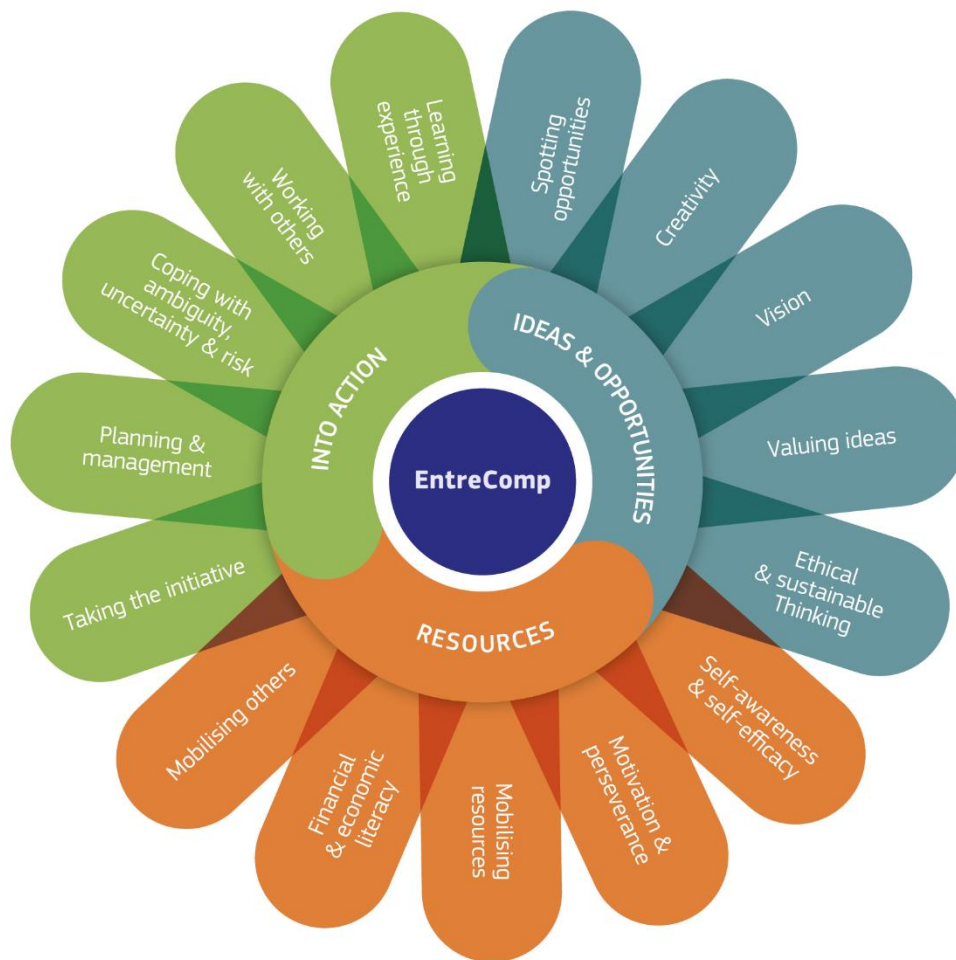 EntreComp
IDEAS & OPPORTUNITIES
Spotting
opportunities
Creativity
Vision
Valuing ideas
Ethical
& sustainable
Thinking
RESOURCES
Self-awareness
& self-efficacy
Motivation &
perseverance
Mobilising
resources
Financial
& economic
literacy
Mobilising others
INTO ACTION
Taking the initiative
Planning &
management
Coping with
ambiguity,
uncertainty & risk
Working
with others
Learning
through
experience